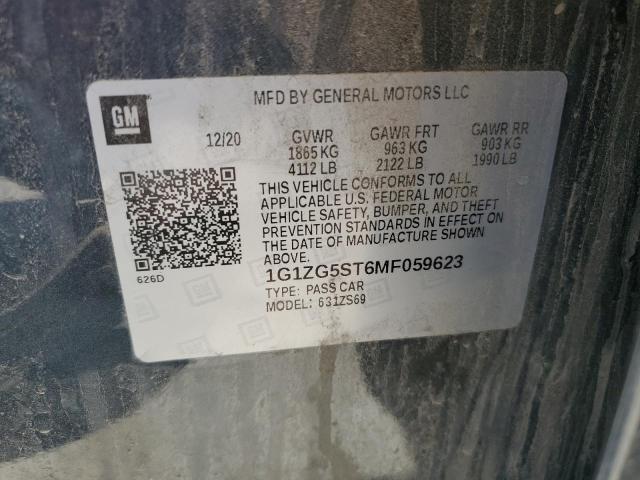 MFD BY GENERAL MOTORS LLC
GM
12/20 GVWR GAWR FRT GAWR RR
1865 KG 963 KG 903 KG
4112 LB 2122 LB 1990 LB
THIS VEHICLE CONFORMS TO ALL
APPLICABLE U.S. FEDERAL MOTOR
VEHICLE SAFETY, BUMPER, AND THEFT
PREVENTION STANDARDS IN EFFECT ON
THE DATE OF MANUFACTURE SHOWN
ABOVE.
626D
1G1ZG5ST6MF059623
TYPE: PASS CAR
MODEL: 631ZS69